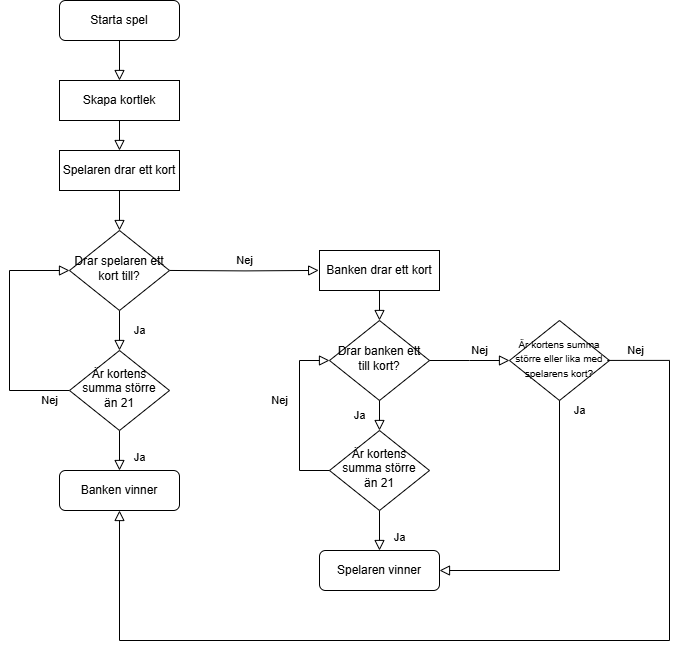 Starta spel
Skapa kortlek
Spelaren drar ett kort
Drar spelaren ett
kort till?
Nej
Banken drar ett kort
Ja
Är kortens
summa större
än 21
Nej
Ja
Banken vinner
Drar banken ett
till kort?
Nej
Är kortens summa
större eller lika med
spelarens kort?
Nej
Nej
Ja
Ja
Är kortens
summa större
än 21
Ja
Spelaren vinner